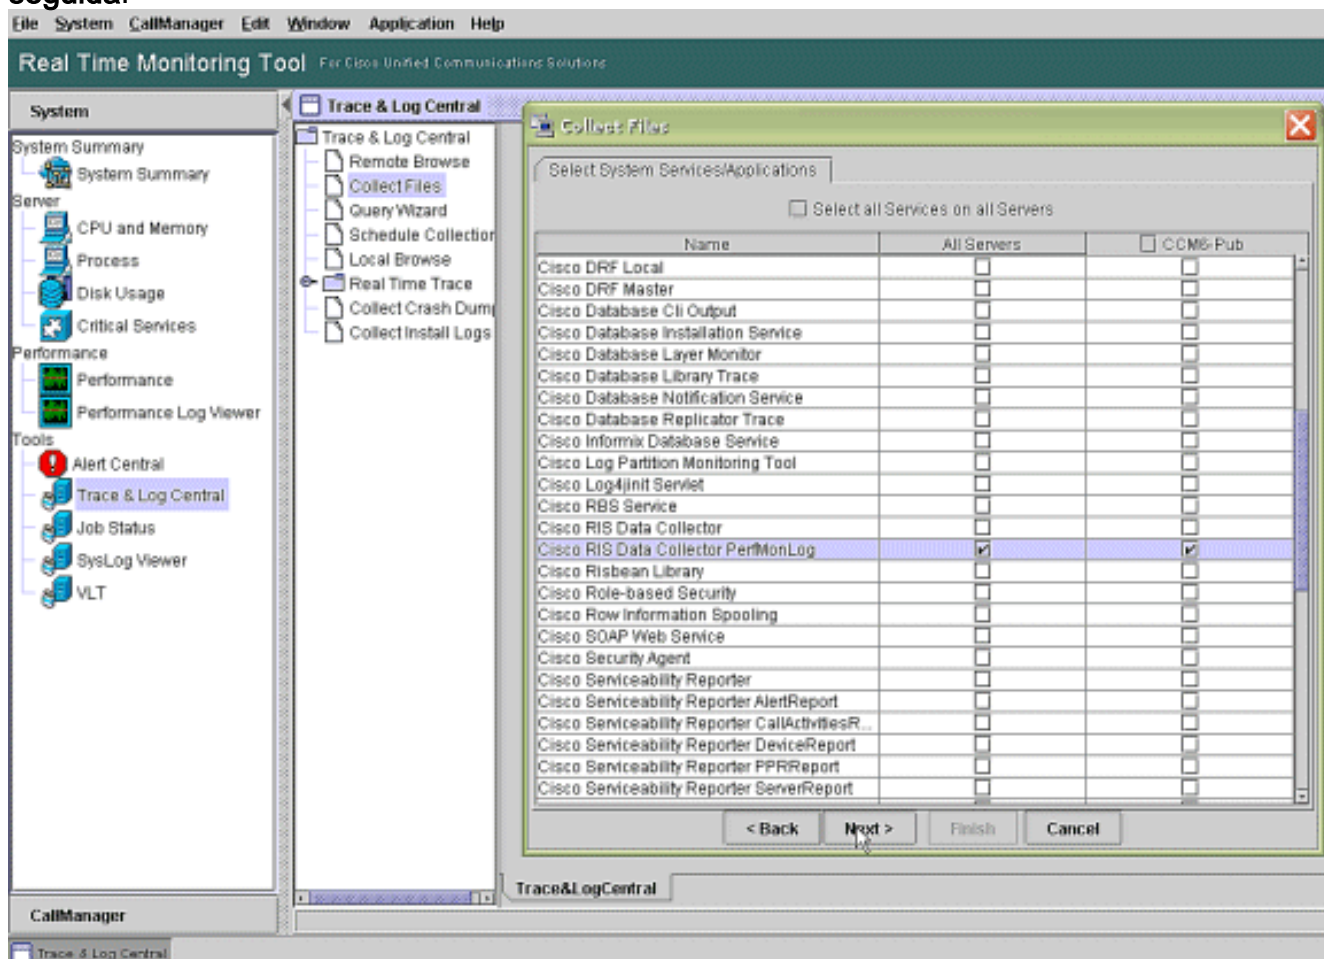 seguida.
File System CallManager Edit Window Application Help
Real Time Monitoring Tool For Cisco Unified Communications Solutions
System
System Summary
System Summary
Server
CPU and Memory
Process
Disk Usage
Critical Services
Performance
Performance
Performance Log Viewer
Tools
Alert Central
Trace & Log Central
Job Status
SysLog Viewer
VLT
CallManager
Trace & Log Central
Trace & Log Central
Remote Browse
Collect Files
Query Wizard
Schedule Collection
Local Browse
Real Time Trace
Collect Crash Dump
Collect Install Logs
Collect Files
Select System Services/Applications
Select all Services on all Servers
Name All Servers CCM6-Pub
Cisco DRF Local
Cisco DRF Master
Cisco Database Cli Output
Cisco Database Installation Service
Cisco Database Layer Monitor
Cisco Database Library Trace
Cisco Database Notification Service
Cisco Database Replicator Trace
Cisco Informix Database Service
Cisco Log Partition Monitoring Tool
Cisco Log4jinit Servlet
Cisco RBS Service
Cisco RIS Data Collector
Cisco RIS Data Collector PerfMonLog
Cisco Risbean Library
Cisco Role-based Security
Cisco Row Information Spooling
Cisco SOAP Web Service
Cisco Security Agent
Cisco Serviceability Reporter
Cisco Serviceability Reporter AlertReport
Cisco Serviceability Reporter CallActivitiesR...
Cisco Serviceability Reporter DeviceReport
Cisco Serviceability Reporter PPRReport
Cisco Serviceability Reporter ServerReport
< Back Next > Finish Cancel
Trace&LogCentral
Trace & Log Central